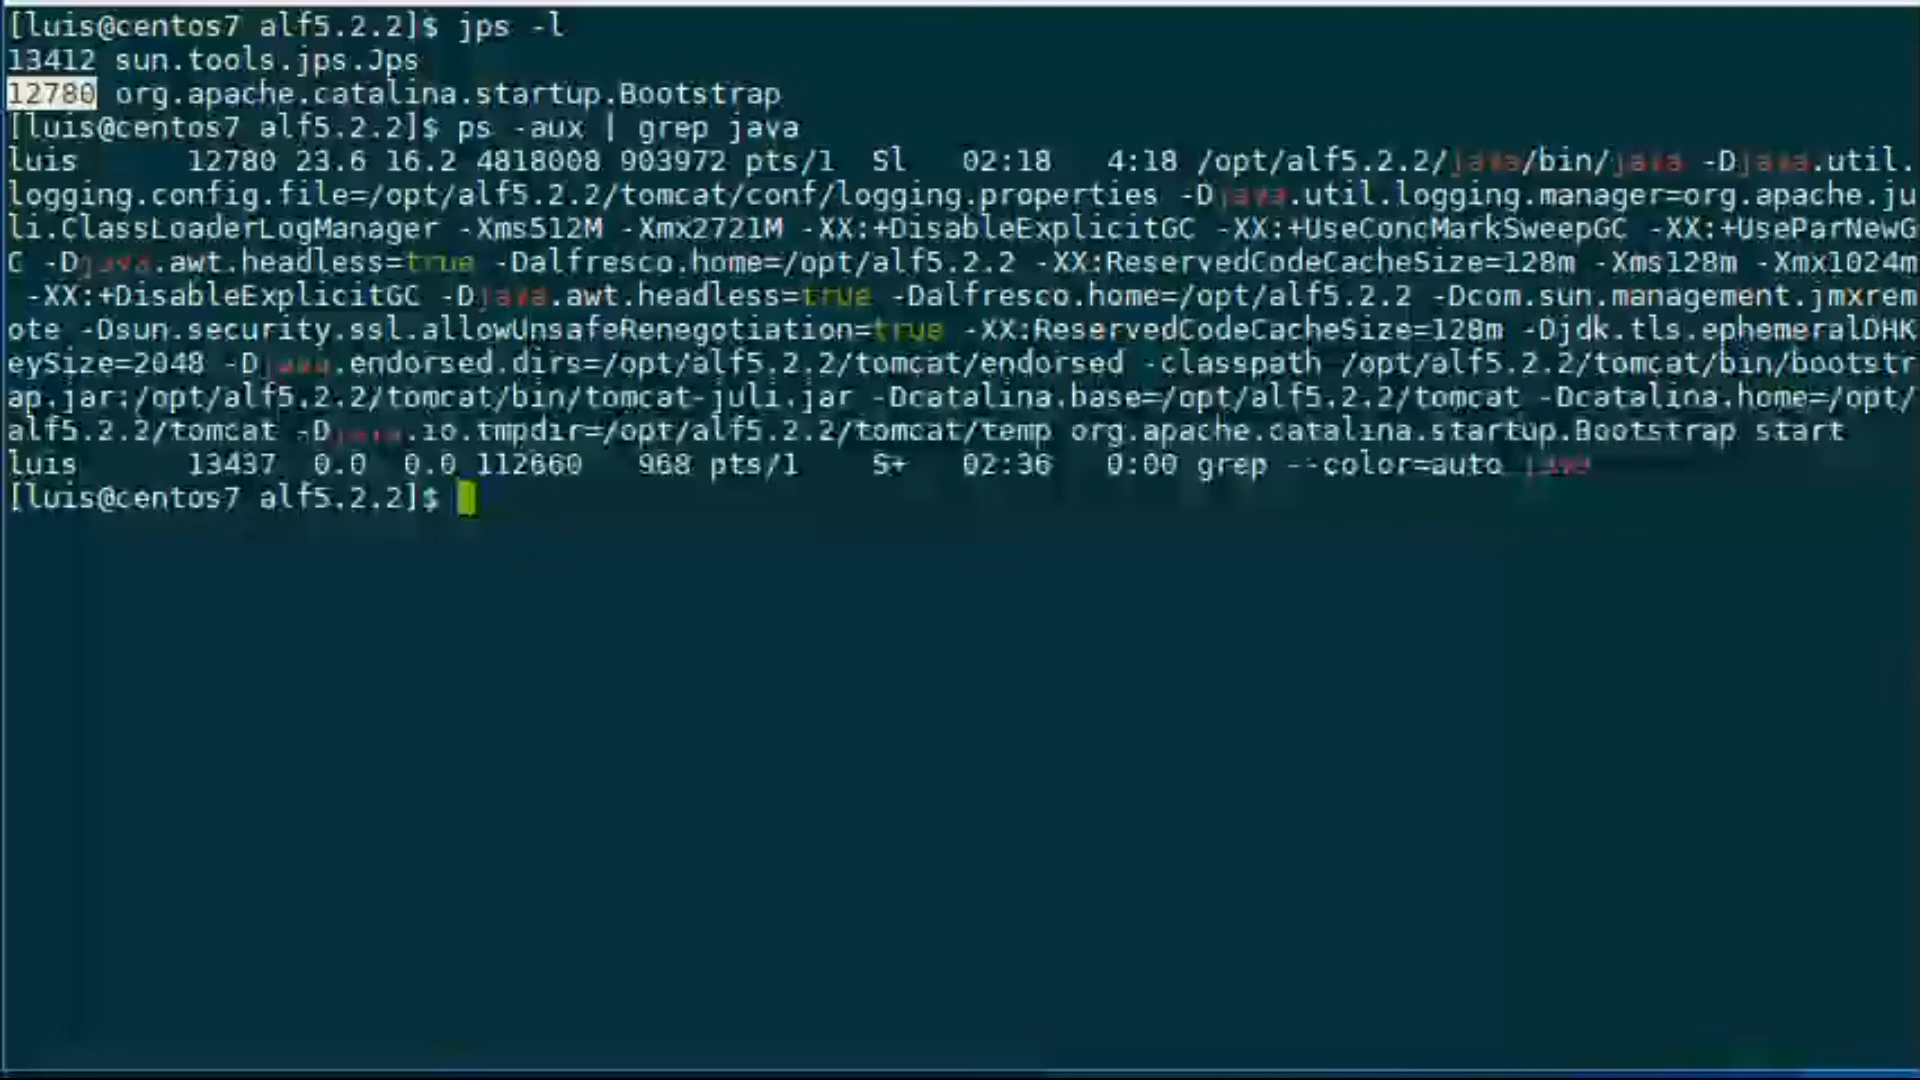 [luis@centos7 alf5.2.2]$ jps -l
13412 sun.tools.jps.Jps
12780 org.apache.catalina.startup.Bootstrap
[luis@centos7 alf5.2.2]$ ps -aux | grep java
luis 12780 23.6 16.2 4818008 903972 pts/1 Sl 02:18 4:18 /opt/alf5.2.2/java/bin/java -Djava.util.
logging.config.file=/opt/alf5.2.2/tomcat/conf/logging.properties -Djava.util.logging.manager=org.apache.ju
li.ClassLoaderLogManager -Xms512M -Xmx2721M -XX:+DisableExplicitGC -XX:+UseConcMarkSweepGC -XX:+UseParNewG
C -Djava.awt.headless=true -Dalfresco.home=/opt/alf5.2.2 -XX:ReservedCodeCacheSize=128m -Xms128m -Xmx1024m
-XX:+DisableExplicitGC -Djava.awt.headless=true -Dalfresco.home=/opt/alf5.2.2 -Dcom.sun.management.jmxrem
ote -Dsun.security.ssl.allowUnsafeRenegotiation=true -XX:ReservedCodeCacheSize=128m -Djdk.tls.ephemeralDHK
eySize=2048 -Djava.endorsed.dirs=/opt/alf5.2.2/tomcat/endorsed -classpath /opt/alf5.2.2/tomcat/bin/bootstr
ap.jar:/opt/alf5.2.2/tomcat/bin/tomcat-juli.jar -Dcatalina.base=/opt/alf5.2.2/tomcat -Dcatalina.home=/opt/
alf5.2.2/tomcat -Djava.io.tmpdir=/opt/alf5.2.2/tomcat/temp org.apache.catalina.startup.Bootstrap start
luis 13437 0.0 0.0 112660 968 pts/1 S+ 02:36 0:00 grep --color=auto java
[luis@centos7 alf5.2.2]$